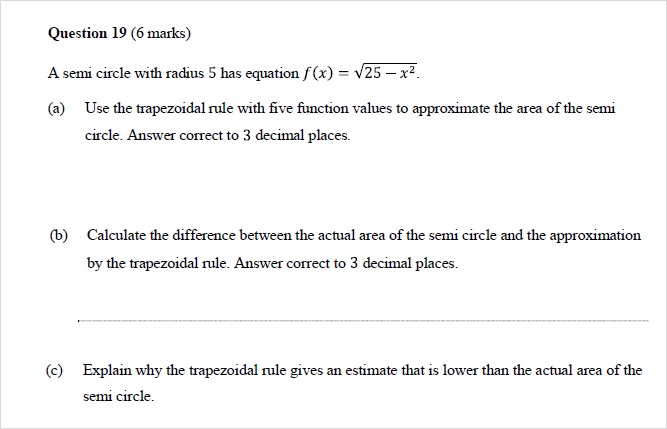 Question 19 (6 marks)
A semi circle with radius 5 has equation f(x) = √25 − x².
(a) Use the trapezoidal rule with five function values to approximate the area of the semi
circle. Answer correct to 3 decimal places.
(b) Calculate the difference between the actual area of the semi circle and the approximation
by the trapezoidal rule. Answer correct to 3 decimal places.
(c) Explain why the trapezoidal rule gives an estimate that is lower than the actual area of the
semi circle.